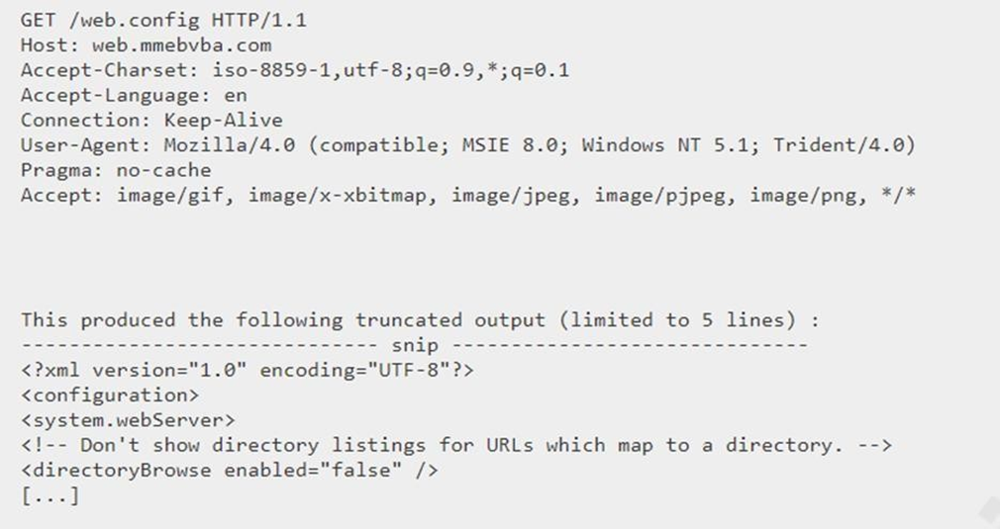 GET /web.config HTTP/1.1
Host: web.mmebvba.com
Accept-Charset: iso-8859-1,utf-8;q=0.9,*;q=0.1
Accept-Language: en
Connection: Keep-Alive
User-Agent: Mozilla/4.0 (compatible; MSIE 8.0; Windows NT 5.1; Trident/4.0)
Pragma: no-cache
Accept: image/gif, image/x-xbitmap, image/jpeg, image/pjpeg, image/png, */*
This produced the following truncated output (limited to 5 lines) :
------------------------------ snip ------------------------------
<?xml version="1.0" encoding="UTF-8"?>
<configuration>
<system.webServer>
<!-- Don't show directory listings for URLs which map to a directory. -->
<directoryBrowse enabled="false" />
[...]